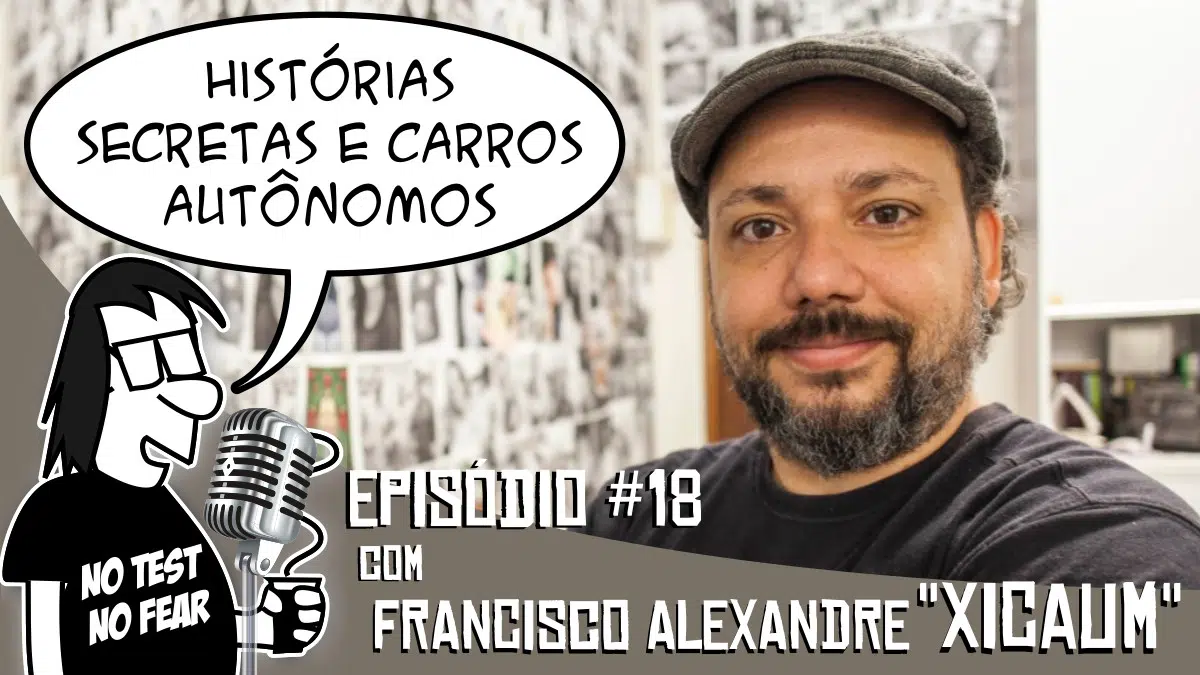 HISTÓRIAS
SECRETAS E CARROS
AUTÔNOMOS
NO TEST
NO FEAR
EPISÓDIO #18
COM
FRANCISCO ALEXANDRE "XICAUM"